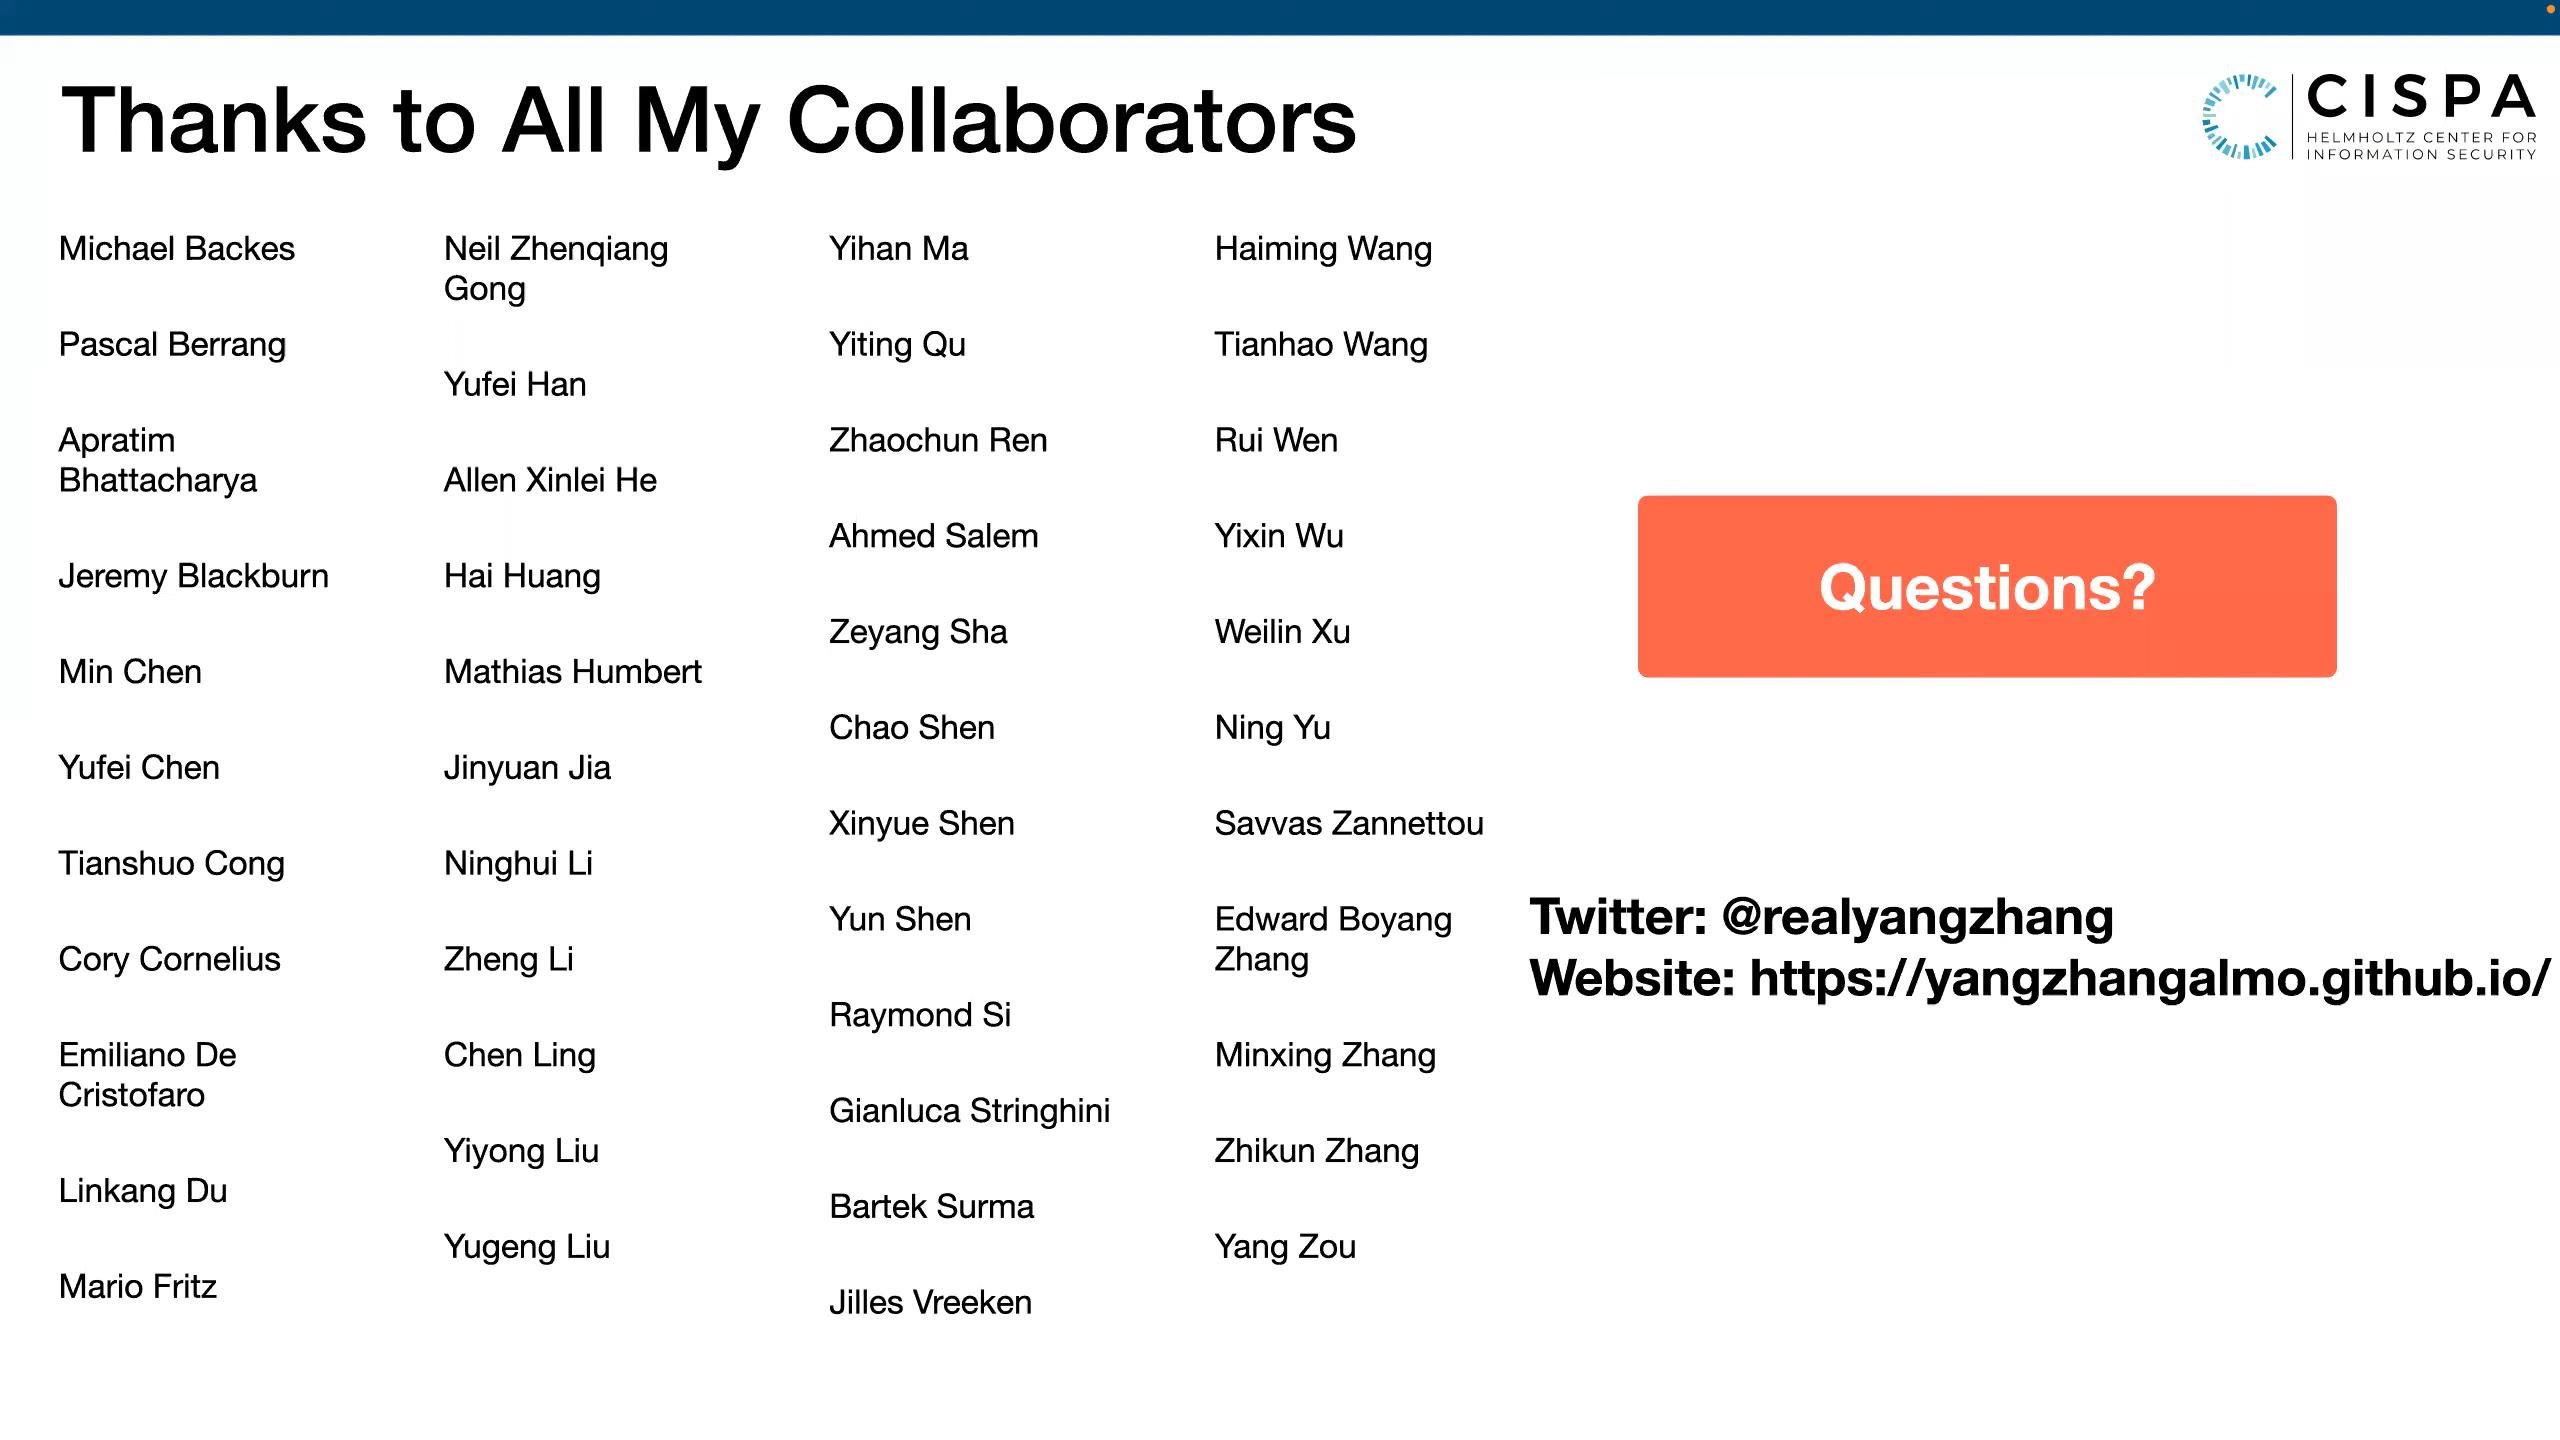 Thanks to All My Collaborators
CISPA
HELMHOLTZ CENTER FOR
INFORMATION SECURITY
Michael Backes
Pascal Berrang
Apratim
Bhattacharya
Jeremy Blackburn
Min Chen
Yufei Chen
Tianshuo Cong
Cory Cornelius
Emiliano De
Cristofaro
Linkang Du
Mario Fritz
Neil Zhenqiang
Gong
Yufei Han
Allen Xinlei He
Hai Huang
Mathias Humbert
Jinyuan Jia
Ninghui Li
Zheng Li
Chen Ling
Yiyong Liu
Yugeng Liu
Yihan Ma
Yiting Qu
Zhaochun Ren
Ahmed Salem
Zeyang Sha
Chao Shen
Xinyue Shen
Yun Shen
Raymond Si
Gianluca Stringhini
Bartek Surma
Jilles Vreeken
Haiming Wang
Tianhao Wang
Rui Wen
Yixin Wu
Weilin Xu
Ning Yu
Savvas Zannettou
Edward Boyang
Zhang
Minxing Zhang
Zhikun Zhang
Yang Zou
Questions?
Twitter: @realyangzhang
Website: https://yangzhangalmo.github.io/